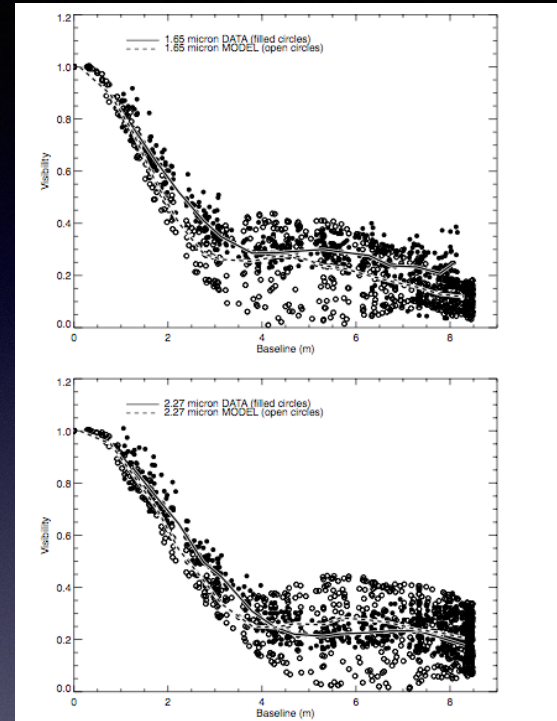 1.2
1.65 micron DATA (filled circles)
1.65 micron MODEL (open circles)
1.0
0.8
Visibility
0.6
0.4
0.2
0.0
0 2 4 6 8
Baseline (m)
1.2
2.27 micron DATA (filled circles)
2.27 micron MODEL (open circles)
1.0
0.8
Visibility
0.6
0.4
0.2
0.0
0 2 4 6 8
Baseline (m)